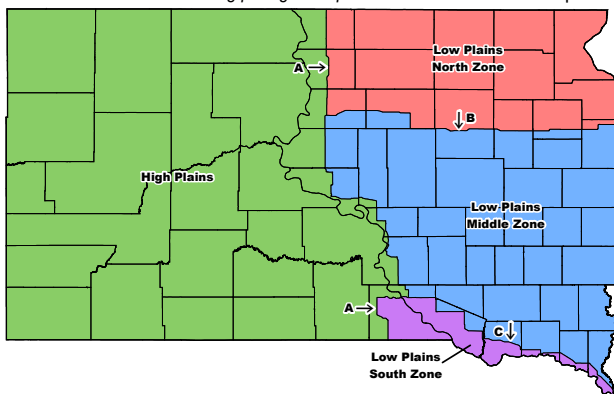 Low Plains
North Zone
A
B
High Plains
Low Plains
Middle Zone
A
C
Low Plains
South Zone